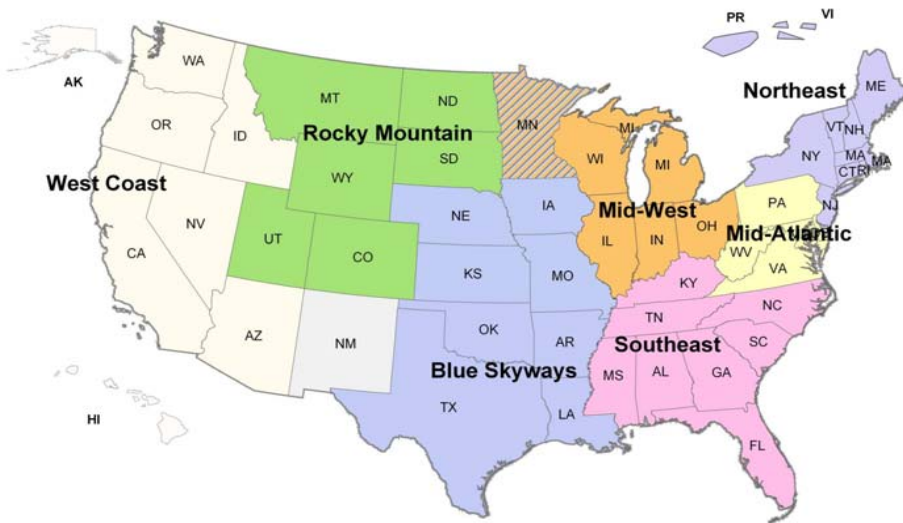 PR
VI
AK
WA
MT
ND
MN
MI
Northeast
ME
VT
NH
OR
ID
Rocky Mountain
SD
WI
MI
NY
MA
MA
CT
RI
West Coast
WY
NE
IA
Mid-West
PA
NJ
NV
UT
CO
IL
IN
OH
Mid-Atlantic
WV
CA
KS
MO
VA
KY
AZ
NM
OK
AR
TN
NC
Southeast
SC
Blue Skyways
MS
AL
GA
TX
LA
HI
FL